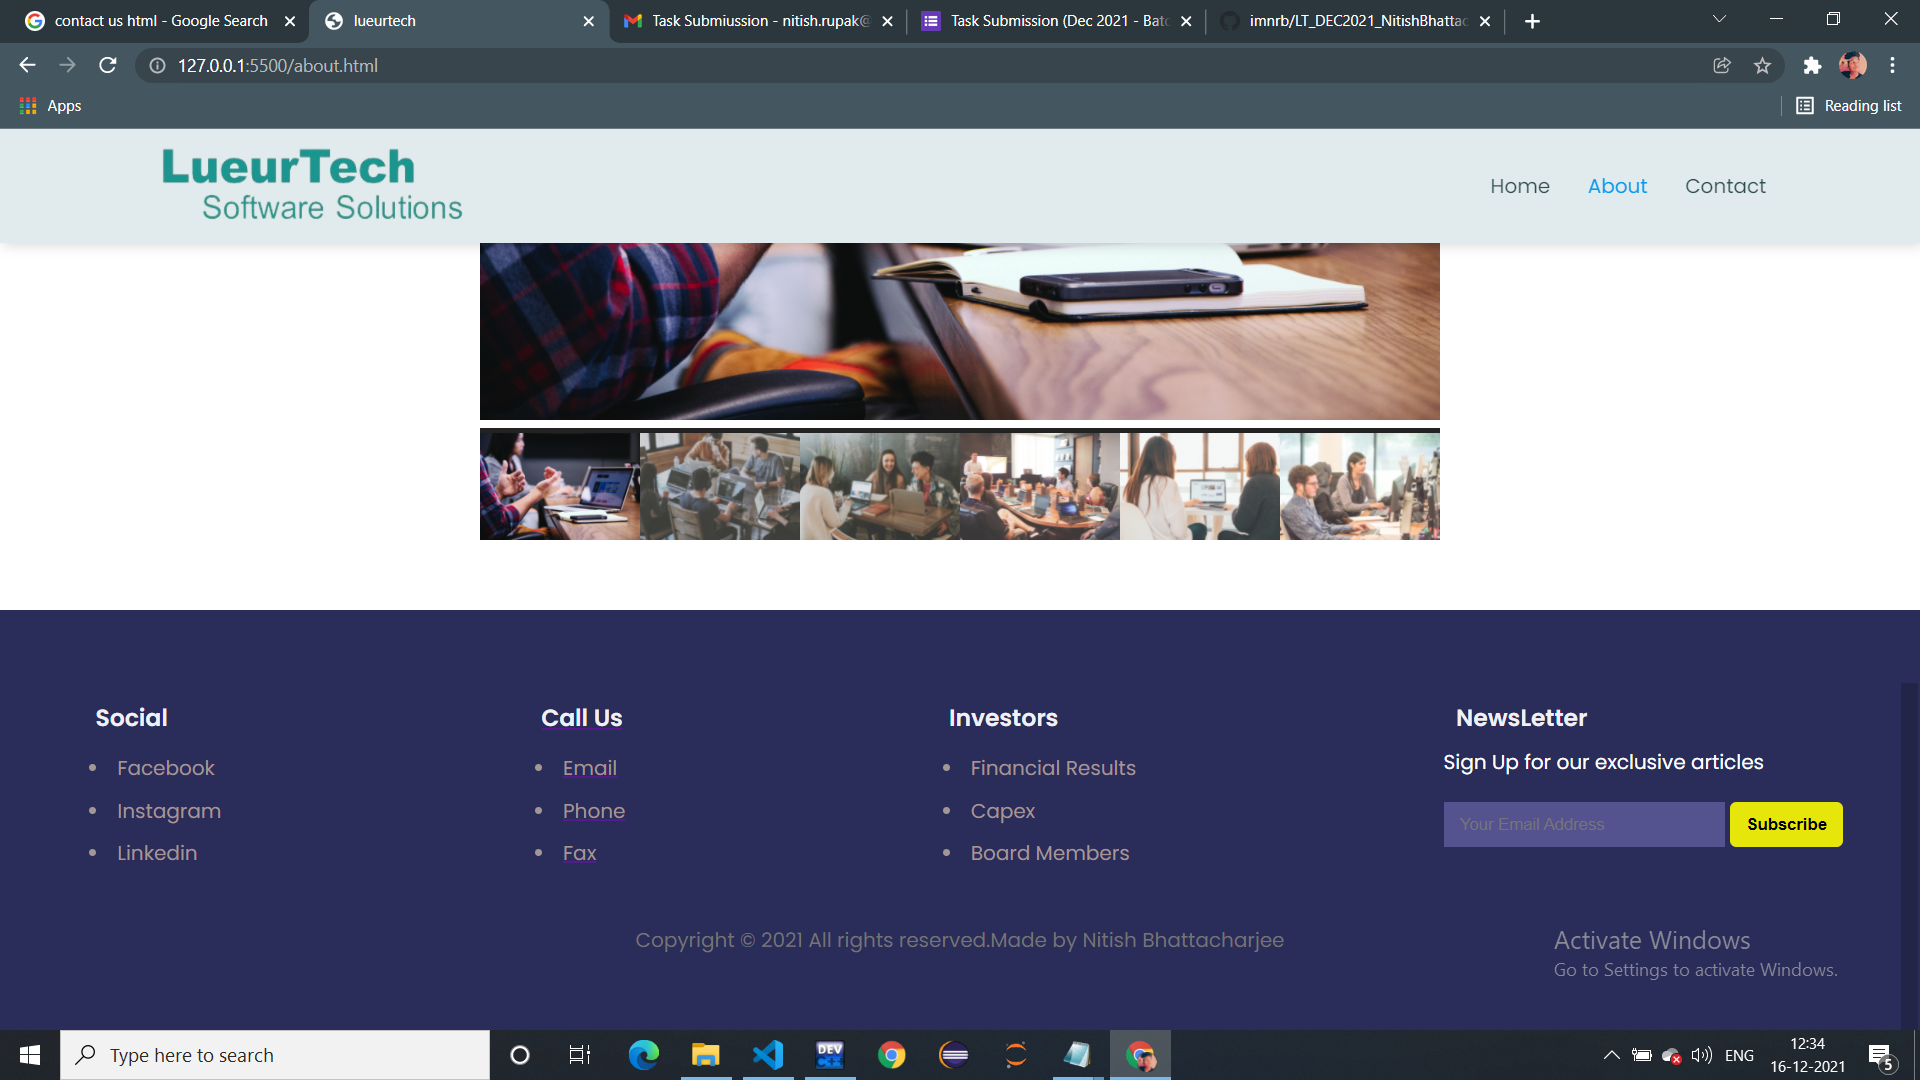 contact us html - Google Search
lueurtech
Task Submiussion - nitish.rupak@
Task Submission (Dec 2021 - Batc
imnrb/LT_DEC2021_NitishBhattac
127.0.0.1:5500/about.html
Apps
Reading list
LueurTech
Software Solutions
Home About Contact
Social
Facebook
Instagram
Linkedin
Call Us
Email
Phone
Fax
Investors
Financial Results
Capex
Board Members
NewsLetter
Sign Up for our exclusive articles
Your Email Address Subscribe
Copyright © 2021 All rights reserved.Made by Nitish Bhattacharjee
Activate Windows
Go to Settings to activate Windows.
Type here to search
DEV
ENG
12:34
16-12-2021
5